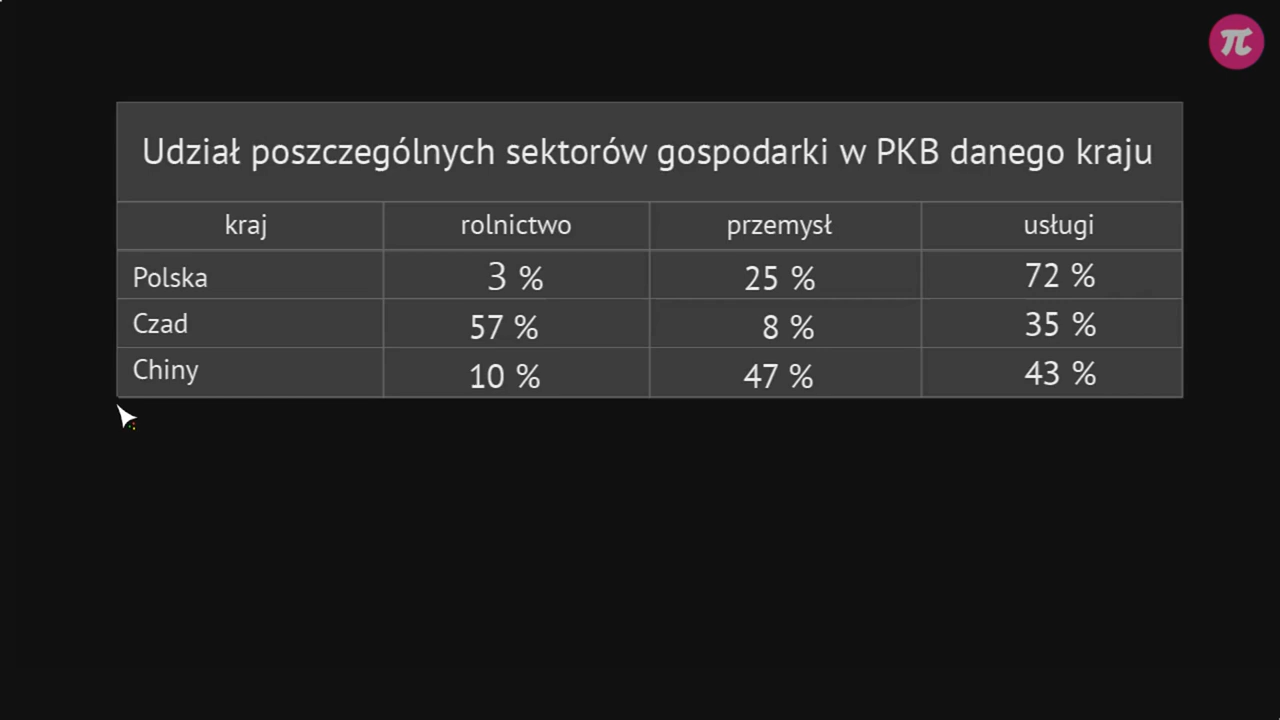 π
Udział poszczególnych sektorów gospodarki w PKB danego kraju
kraj rolnictwo przemysł usługi
Polska 3 % 25 % 72 %
Czad 57 % 8 % 35 %
Chiny 10 % 47 % 43 %